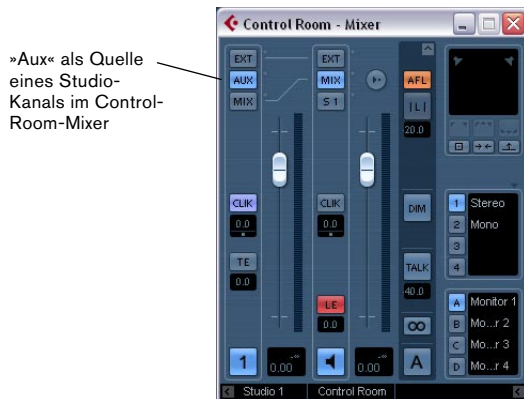 »Aux« als Quelle
eines Studio-
Kanals im Control-
Room-Mixer
Control Room - Mixer
EXT
AUX
MIX
CLIK
0.0
TE
0.0
1
0.00
-∞
EXT
MIX
S 1
CLIK
0.0
LE
0.0
0.00
-∞
AFL
|L|
20.0
DIM
TALK
40.0
∞
A
1 Stereo
2 Mono
3
4
A Monitor 1
B Mo...r 2
C Mo...r 3
D Mo...r 4
Studio 1
Control Room